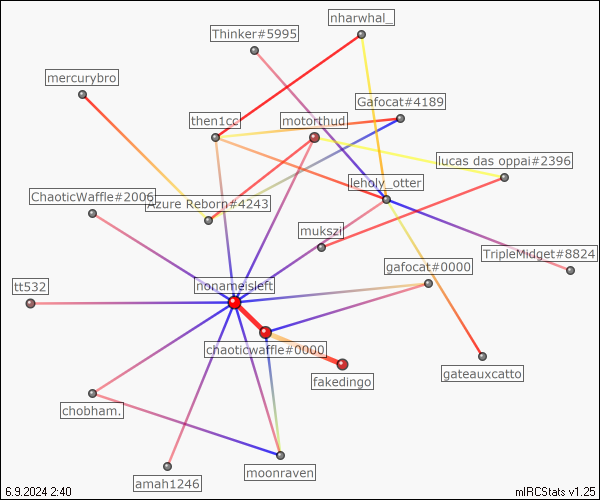 nharwhal_
Thinker#5995
mercurybro
Gafocat#4189
then1cc
motorthud
lucas das oppai#2396
leholy_otter
ChaoticWaffle#2006
Azure Reborn#4243
mukszi
TripleMidget#8824
gafocat#0000
nonameisleft
tt532
chaoticwaffle#0000
gateauxcatto
fakedingo
chobham.
moonraven
amah1246
6.9.2024 2:40
mIRCStats v1.25